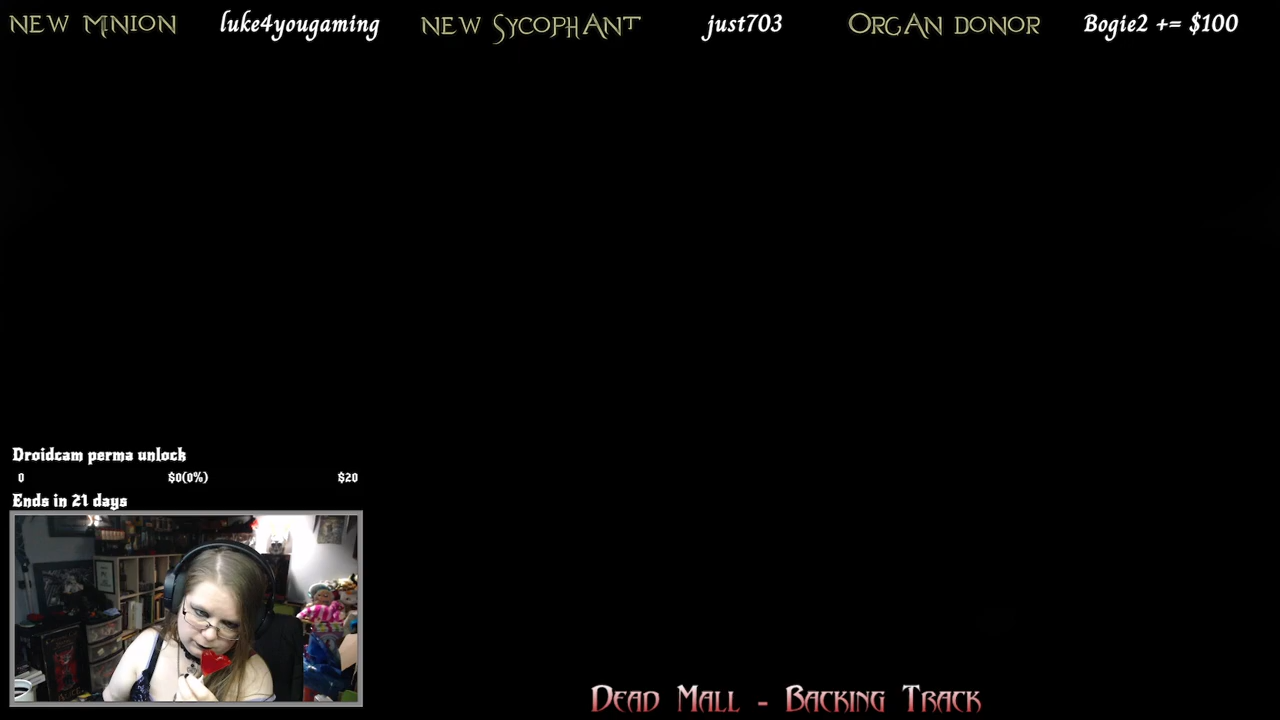 NEW MINION luke4yougaming NEW SYCOPHANT just703 ORGAN DONOR Bogie2 += $100
Droidcam perma unlock
0 $0(0%) $20
Ends in 21 days
Dead Mall - Backing Track